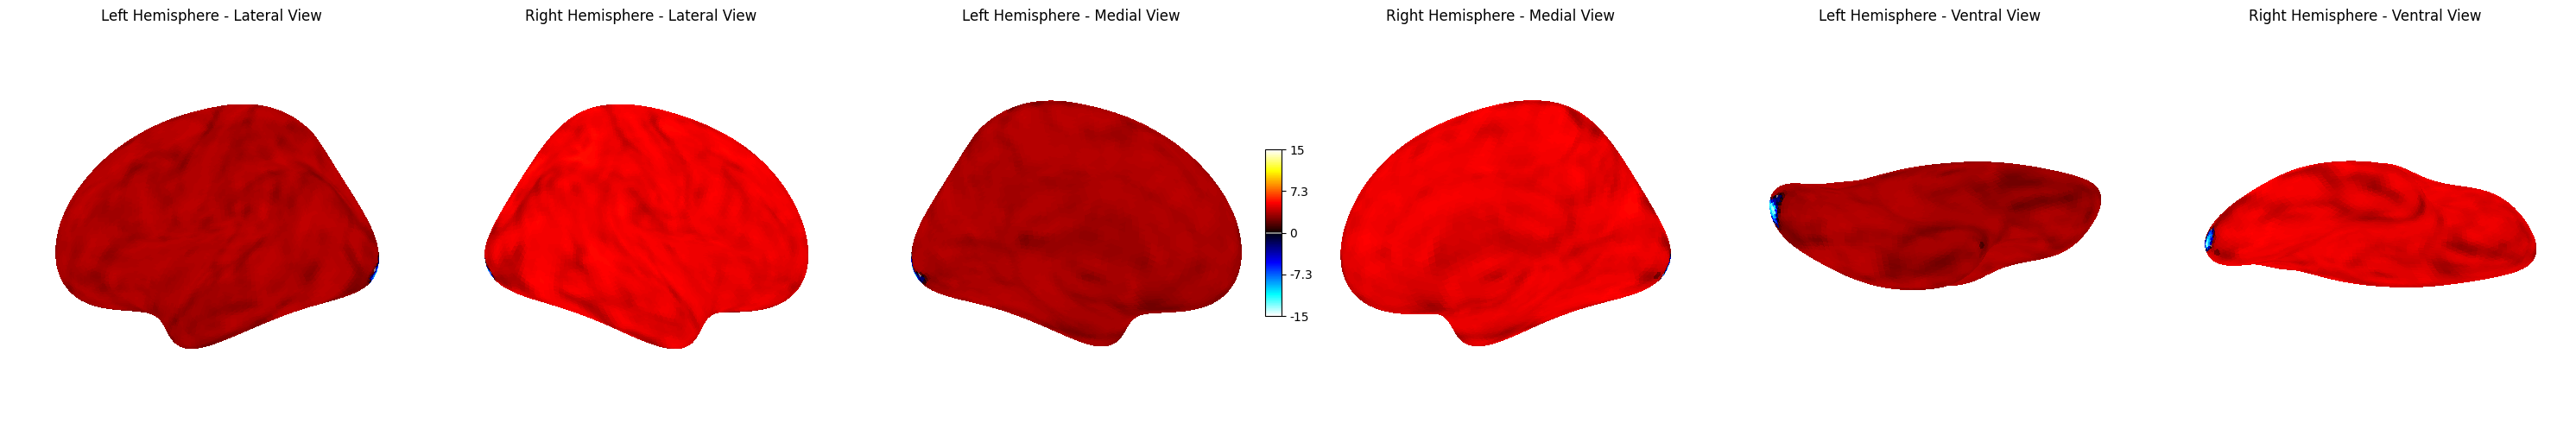 Left Hemisphere - Lateral View
Right Hemisphere - Lateral View
Left Hemisphere - Medial View
Right Hemisphere - Medial View
Left Hemisphere - Ventral View
Right Hemisphere - Ventral View
15
7.3
0
-7.3
-15